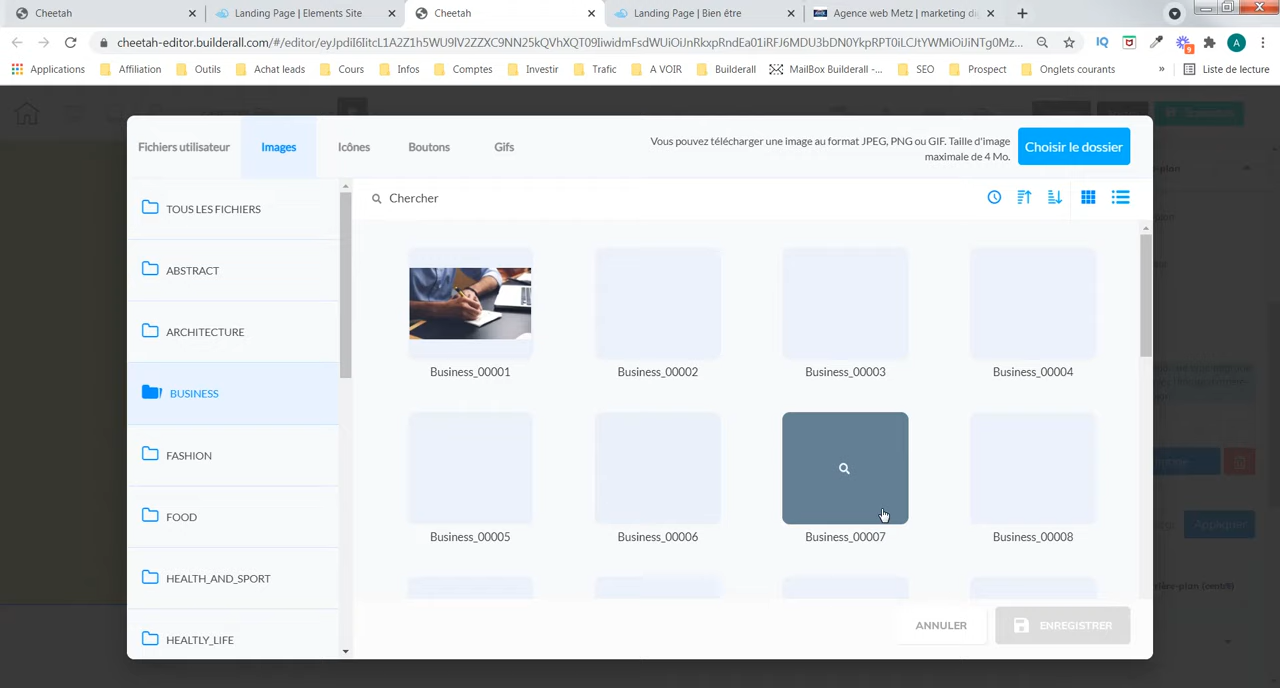 Cheetah
Landing Page | Elements Site
Cheetah
Landing Page | Bien être
Agence web Metz | marketing di
cheetah-editor.builderall.com/#/editor/
Applications
Affiliation
Outils
Achat leads
Cours
Infos
Comptes
Investir
Trafic
A VOIR
Builderall
MailBox Builderall -...
SEO
Prospect
Onglets courants
»
Liste de lecture
Fichiers utilisateur
Images
Icônes
Boutons
Gifs
Vous pouvez télécharger une image au format JPEG, PNG ou GIF. Taille d'image
maximale de 4 Mo.
Choisir le dossier
TOUS LES FICHIERS
ABSTRACT
ARCHITECTURE
BUSINESS
FASHION
FOOD
HEALTH_AND_SPORT
HEALTLY_LIFE
Chercher
Business_00001
Business_00002
Business_00003
Business_00004
Business_00005
Business_00006
Business_00007
Business_00008
Appliquer
ANNULER
ENREGISTRER